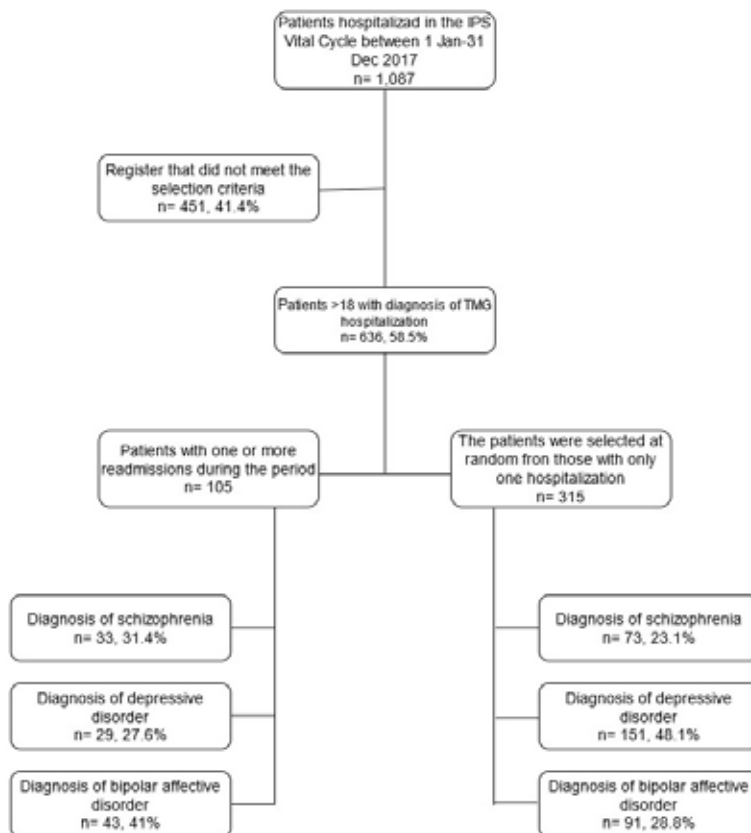 Patients hospitalizad in the IPS
Vital Cycle between 1 Jan-31
Dec 2017
n= 1,087
Register that did not meet the
selection criteria
n= 451, 41.4%
Patients >18 with diagnosis of TMG
hospitalization
n= 636, 58.5%
Patients with one or more
readmissions during the period
n= 105
The patients were selected at
random fron those with only
one hospitalization
n= 315
Diagnosis of schizophrenia
n= 33, 31.4%
Diagnosis of schizophrenia
n= 73, 23.1%
Diagnosis of depressive
disorder
n= 29, 27.6%
Diagnosis of depressive
disorder
n= 151, 48.1%
Diagnosis of bipolar affective
disorder
n= 43, 41%
Diagnosis of bipolar affective
disorder
n= 91, 28.8%